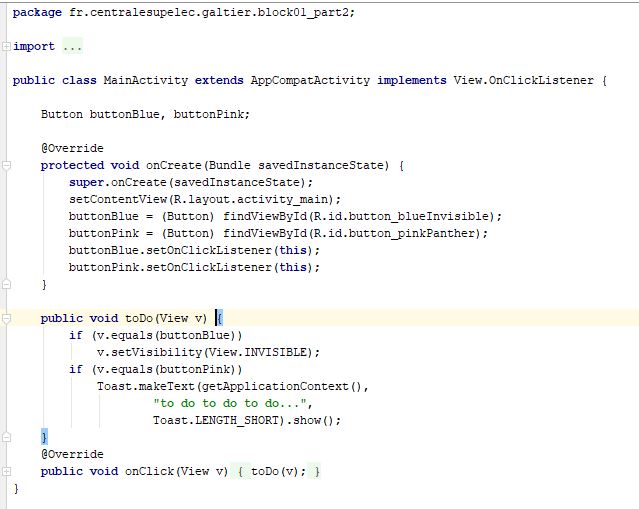 package fr.centralesupelec.galtier.block01_part2;
import ...
public class MainActivity extends AppCompatActivity implements View.OnClickListener {
Button buttonBlue, buttonPink;
@Override
protected void onCreate(Bundle savedInstanceState) {
super.onCreate(savedInstanceState);
setContentView(R.layout.activity_main);
buttonBlue = (Button) findViewById(R.id.button_blueInvisible);
buttonPink = (Button) findViewById(R.id.button_pinkPanther);
buttonBlue.setOnClickListener(this);
buttonPink.setOnClickListener(this);
}
public void toDo(View v) {
if (v.equals(buttonBlue))
v.setVisibility(View.INVISIBLE);
if (v.equals(buttonPink))
Toast.makeText(getApplicationContext(),
"to do to do to do...",
Toast.LENGTH_SHORT).show();
}
@Override
public void onClick(View v) { toDo(v); }
}